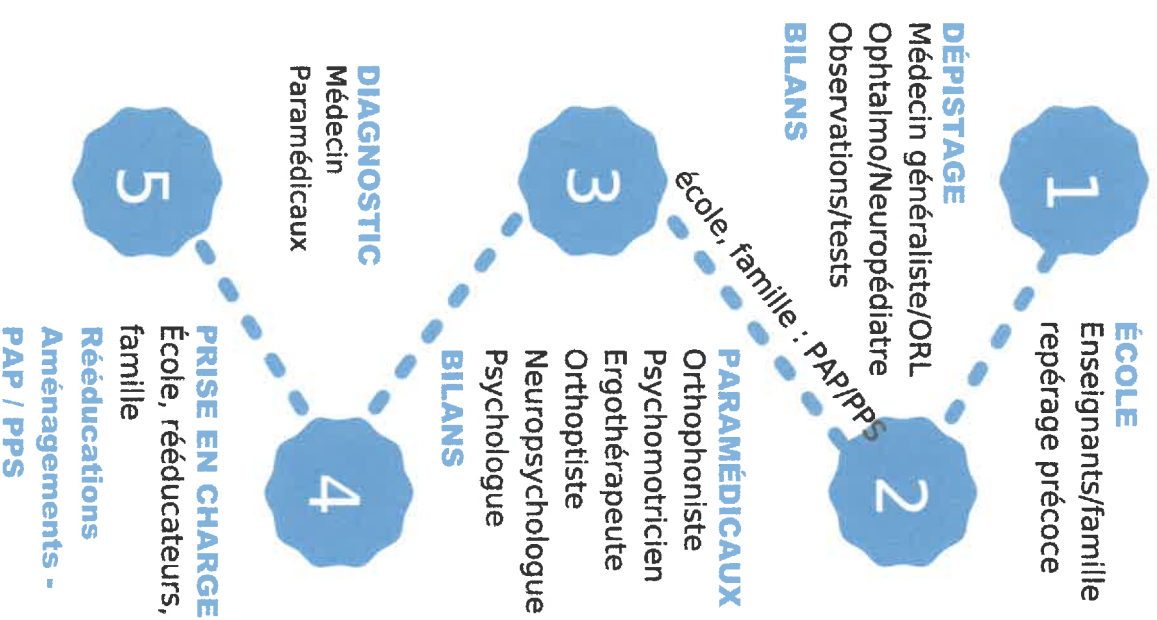 1
ÉCOLE
Enseignants/famille
repérage précoce
2
DÉPISTAGE
Médecin généraliste/ORL
Ophtalmo/Neuropédiatre
Observations/tests
BILANS
école, famille : PAP/PPS
3
PARAMÉDICAUX
Orthophoniste
Psychomotricien
Ergothérapeute
Orthoptiste
Neuropsychologue
Psychologue
BILANS
4
DIAGNOSTIC
Médecin
Paramédicaux
5
PRISE EN CHARGE
École, rééducateurs,
famille
Rééducations
Aménagements -
PAP / PPS